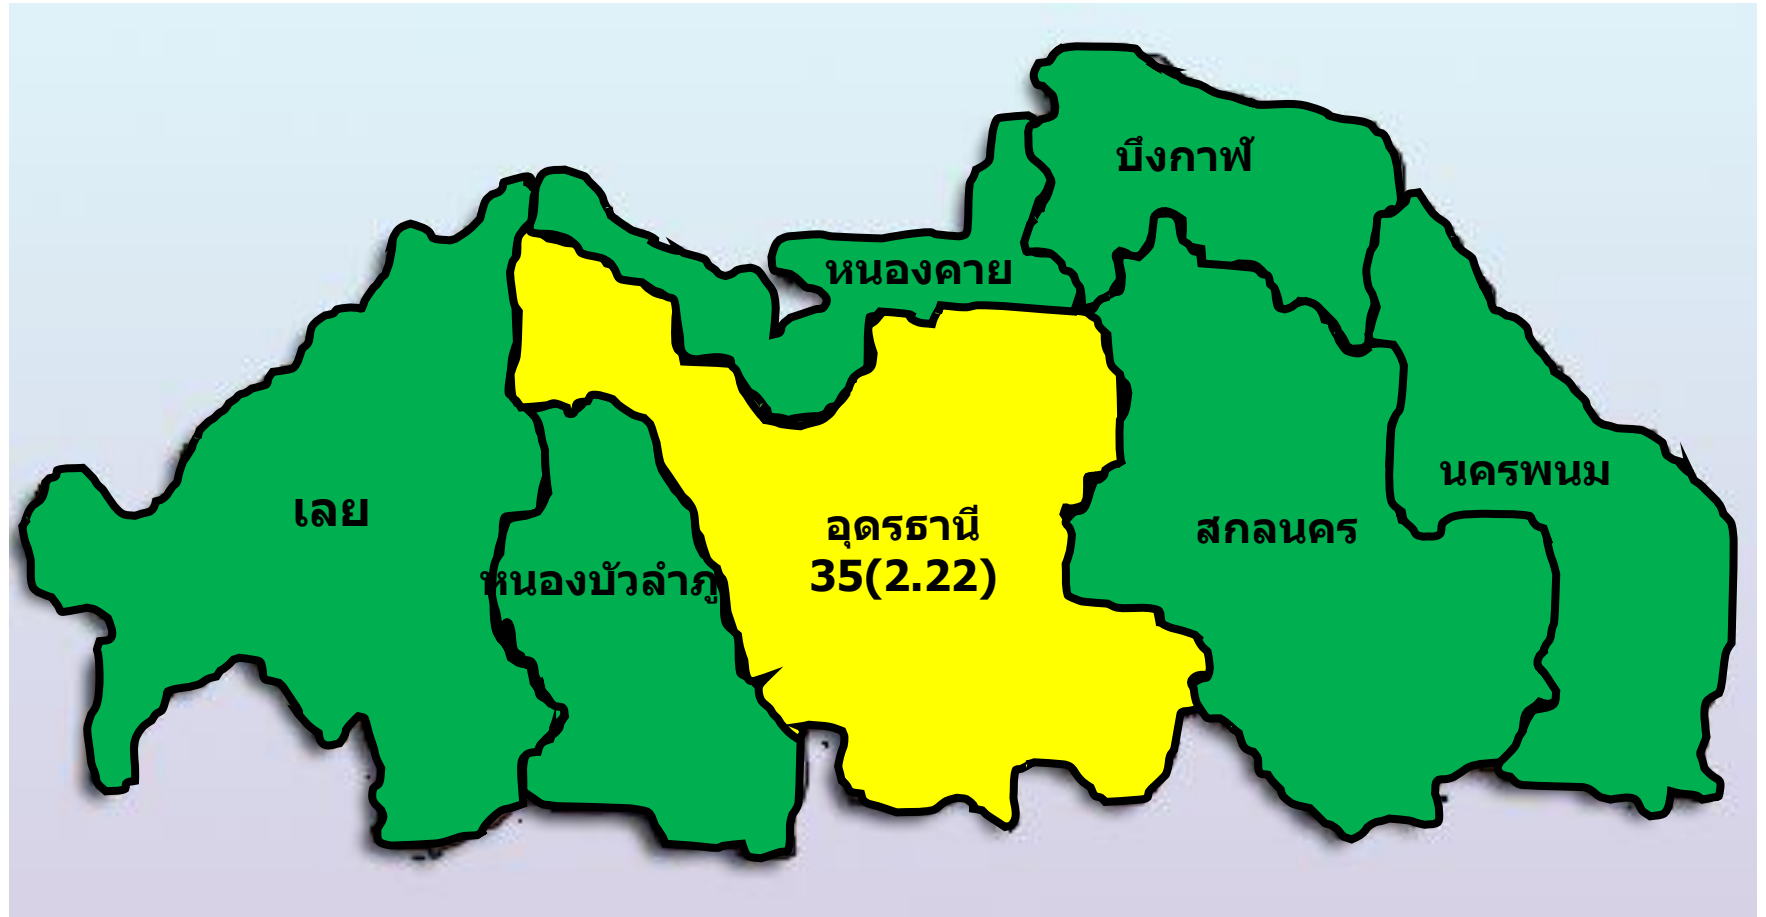 บึงกาฬ
หนองคาย
นครพนม
เลย
อุดรธานี
35(2.22)
สกลนคร
หนองบัวลำภู